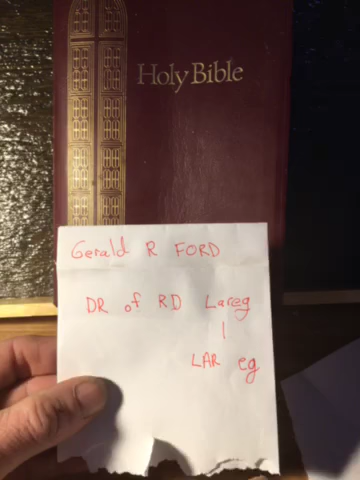 Holy Bible
Gerald R FORD
DR of RD Lareg
|
LAR eg